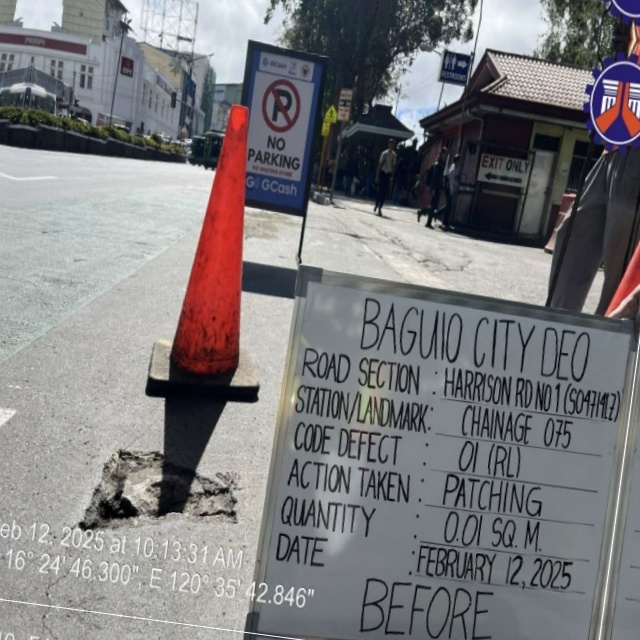 GCash
NO
PARKING
GCash
EXIT ONLY
BAGUIO CITY DEO
ROAD SECTION : HARRISON RD NO 1 (S04741LZ)
STATION/LANDMARK: CHAINAGE 075
CODE DEFECT : 01 (RL)
ACTION TAKEN : PATCHING
QUANTITY : 0.01 SQ. M.
DATE : FEBRUARY 12, 2025
BEFORE
eb 12, 2025 at 10:13:31 AM
16° 24' 46.300" E 120° 35' 42.846"